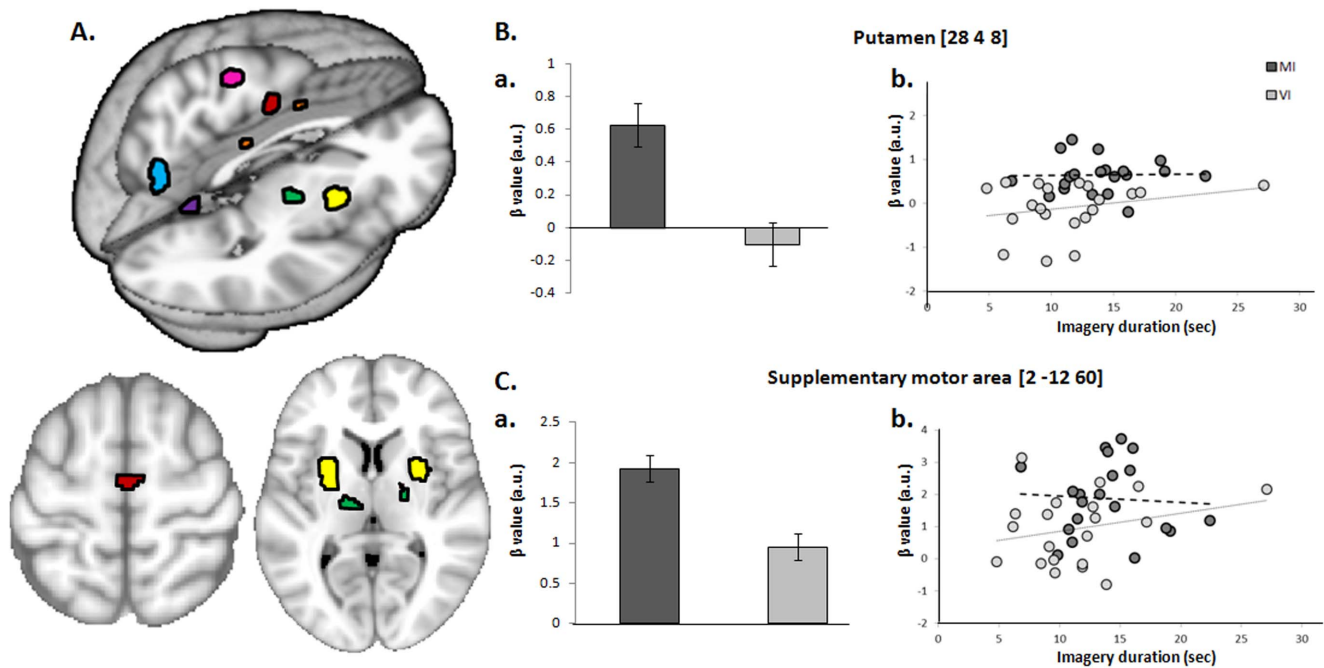 A.
B.
Putamen [28 4 8]
a.
β value (a.u.)
1
0.8
0.6
0.4
0.2
0
-0.2
-0.4
b.
MI
VI
β value (a.u.)
2
1
0
-1
-2
0 5 10 15 20 25 30
Imagery duration (sec)
C.
Supplementary motor area [2 -12 60]
a.
β value (a.u.)
2.5
2
1.5
1
0.5
0
b.
β value (a.u.)
4
3
2
1
0
-1
-2
0 5 10 15 20 25 30
Imagery duration (sec)